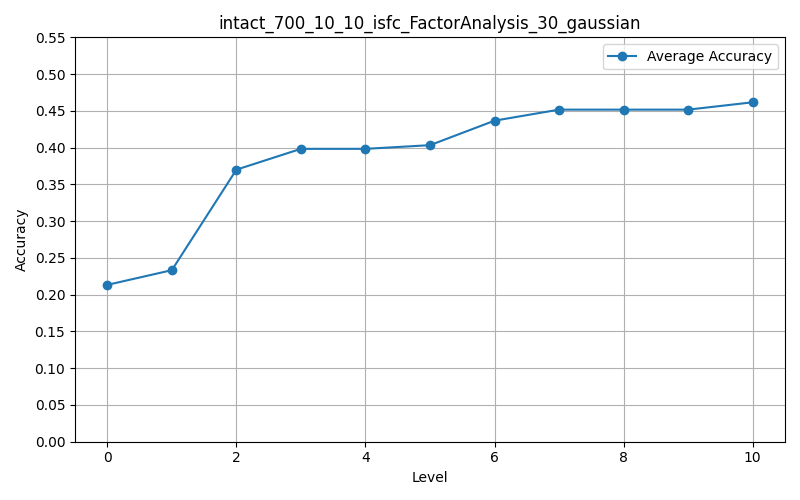 intact_700_10_10_isfc_FactorAnalysis_30_gaussian
Average Accuracy
0.55
0.50
0.45
0.40
0.35
0.30
0.25
0.20
0.15
0.10
0.05
0.00
Accuracy
0 2 4 6 8 10
Level